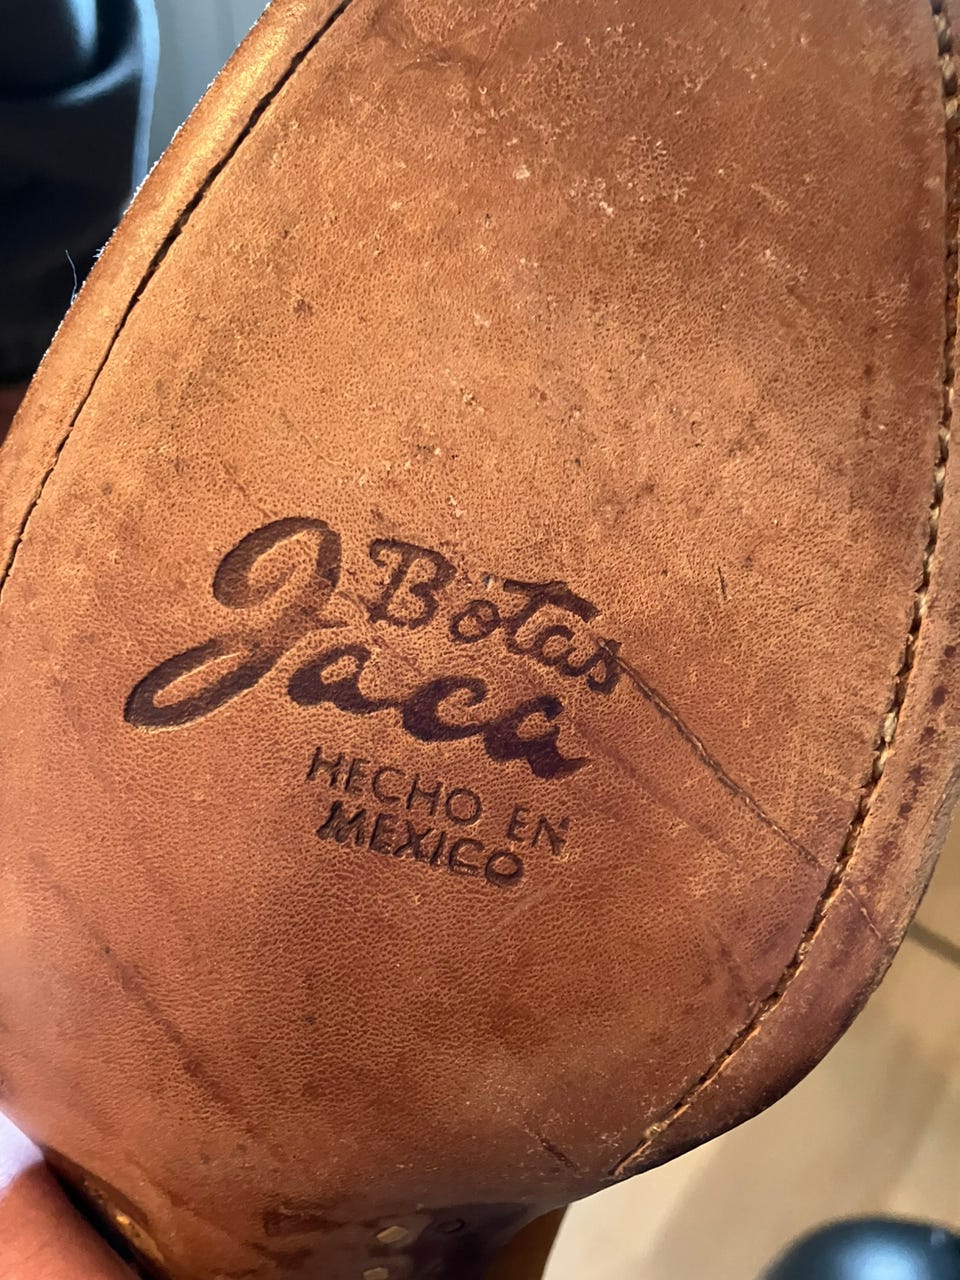 Botas
Jaca
HECHO EN
MEXICO